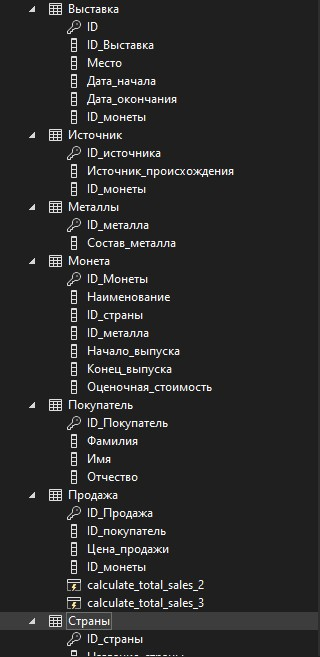 Выставка
ID
ID_Выставка
Место
Дата_начала
Дата_окончания
ID_монеты
Источник
ID_источника
Источник_происхождения
ID_монеты
Металлы
ID_металла
Состав_металла
Монета
ID_Монеты
Наименование
ID_страны
ID_металла
Начало_выпуска
Конец_выпуска
Оценочная_стоимость
Покупатель
ID_Покупатель
Фамилия
Имя
Отчество
Продажа
ID_Продажа
ID_покупатель
Цена_продажи
ID_монеты
calculate_total_sales_2
calculate_total_sales_3
Страны
ID_страны